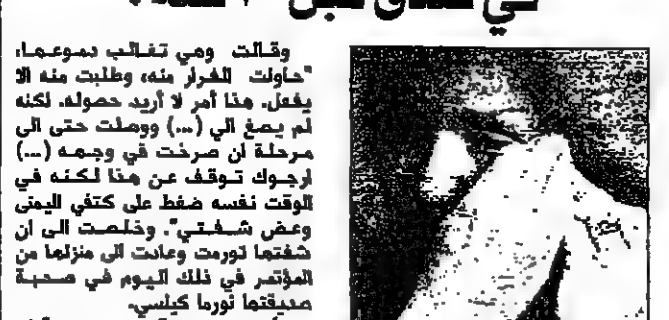 في فندق قبل
وقالت وهي تغالب دموعها،
"حاولت الفرار منه، وطلبت منه الا
يفعل. هذا أمر لا أريد حصوله. لكنه
لم يصغ الي (...) ووصلت حتى الى
مرحلة ان صرخت في وجهه (...)
ارجوك توقف عن هذا لكنه في
الوقت نفسه ضغط على كتفي اليمنى
وعض شفتي". وخلصت الى ان
شفتها تورمت وعادت الى منزلها من
المؤتمر في ذلك اليوم في صحبة
صديقتها نورما كيلسي.